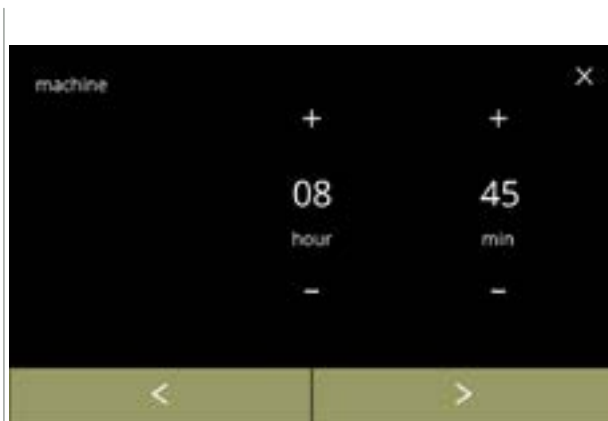 machine ×
+ +
08 45
hour min
- -
< >